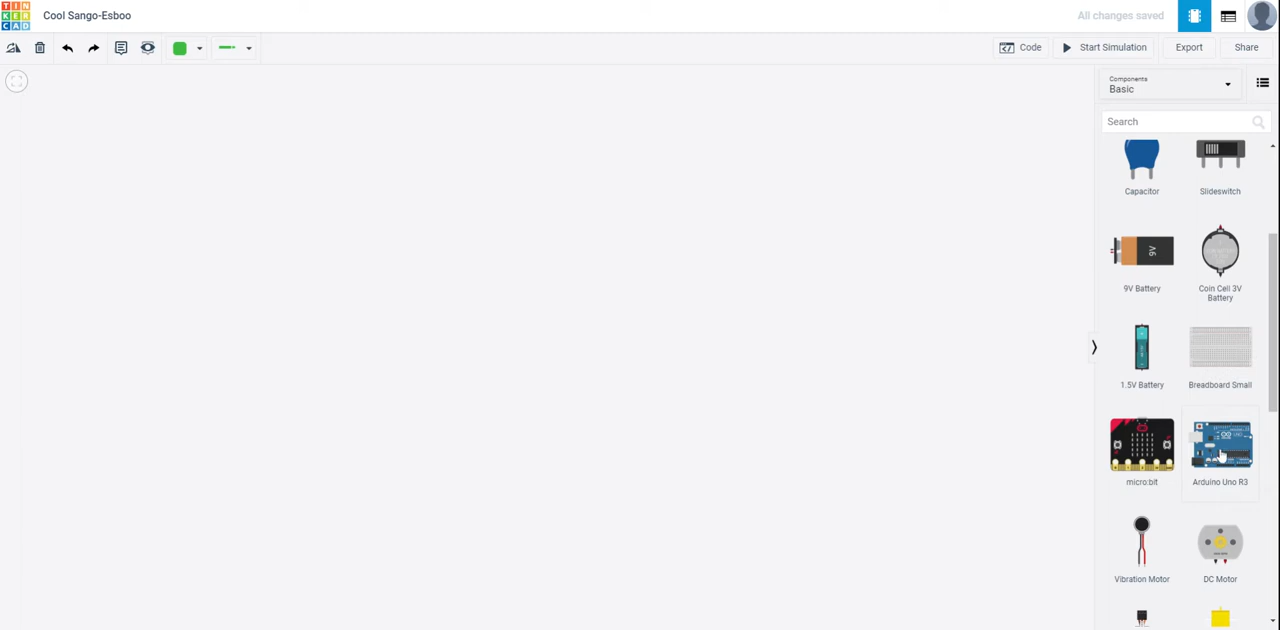 TIN
KER
CAD
Cool Sango-Esboo
All changes saved
Code
Start Simulation
Export
Share
Components
Basic
Search
Capacitor
Slideswitch
9V
9V Battery
Coin Cell 3V
Battery
1.5V Battery
Breadboard Small
micro:bit
Arduino Uno R3
Vibration Motor
DC Motor